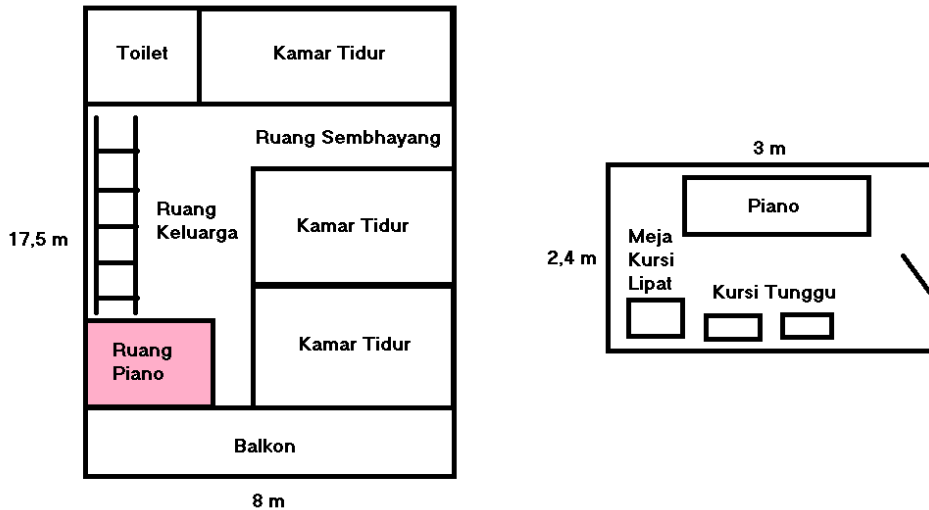 Toilet
Kamar Tidur
Ruang Sembhayang
Ruang
Keluarga
Kamar Tidur
17,5 m
Kamar Tidur
Ruang
Piano
Balkon
8 m
3 m
Piano
2,4 m
Meja
Kursi
Lipat
Kursi Tunggu